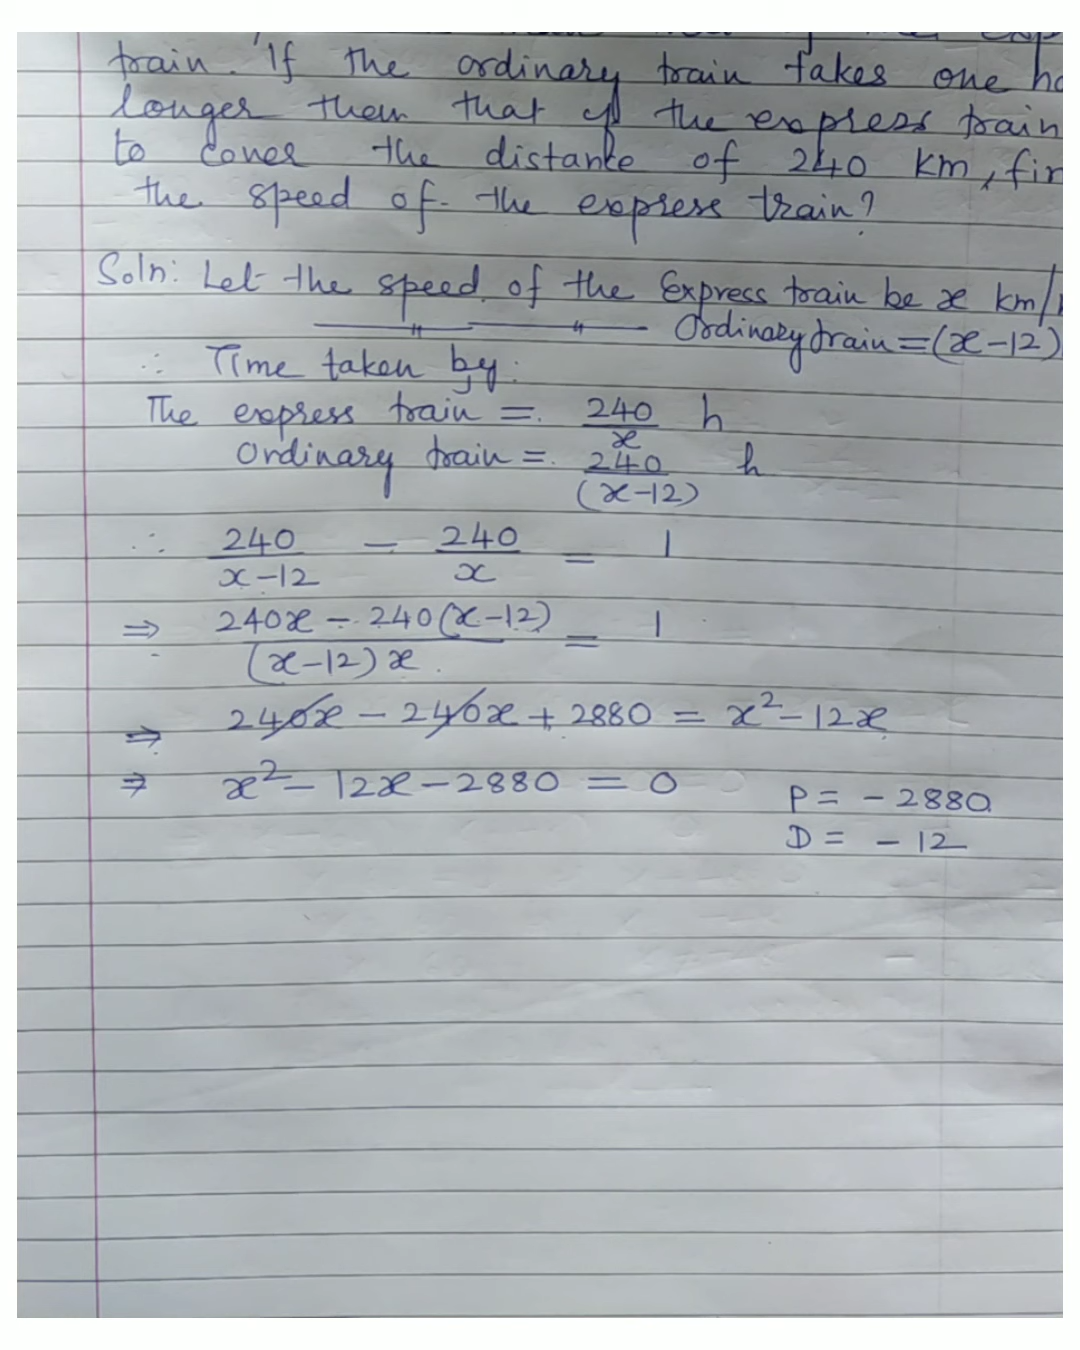 train. If the ordinary train takes one
longer then that of the express train
to cover the distance of 240 km,
the speed of the express train?
Soln: Let the speed of the Express train be x km/
—〃— —〃— Ordinary train = (x-12)
∴ Time taken by:
The express train = 240/x h
Ordinary train = 240/(x-12) h
∴ 240/x-12 - 240/x = 1
⇒ 240x - 240(x-12)/(x-12)x = 1
⇒ 240x - 240x + 2880 = x² - 12x
⇒ x² - 12x - 2880 = 0
P = - 2880
D = - 12